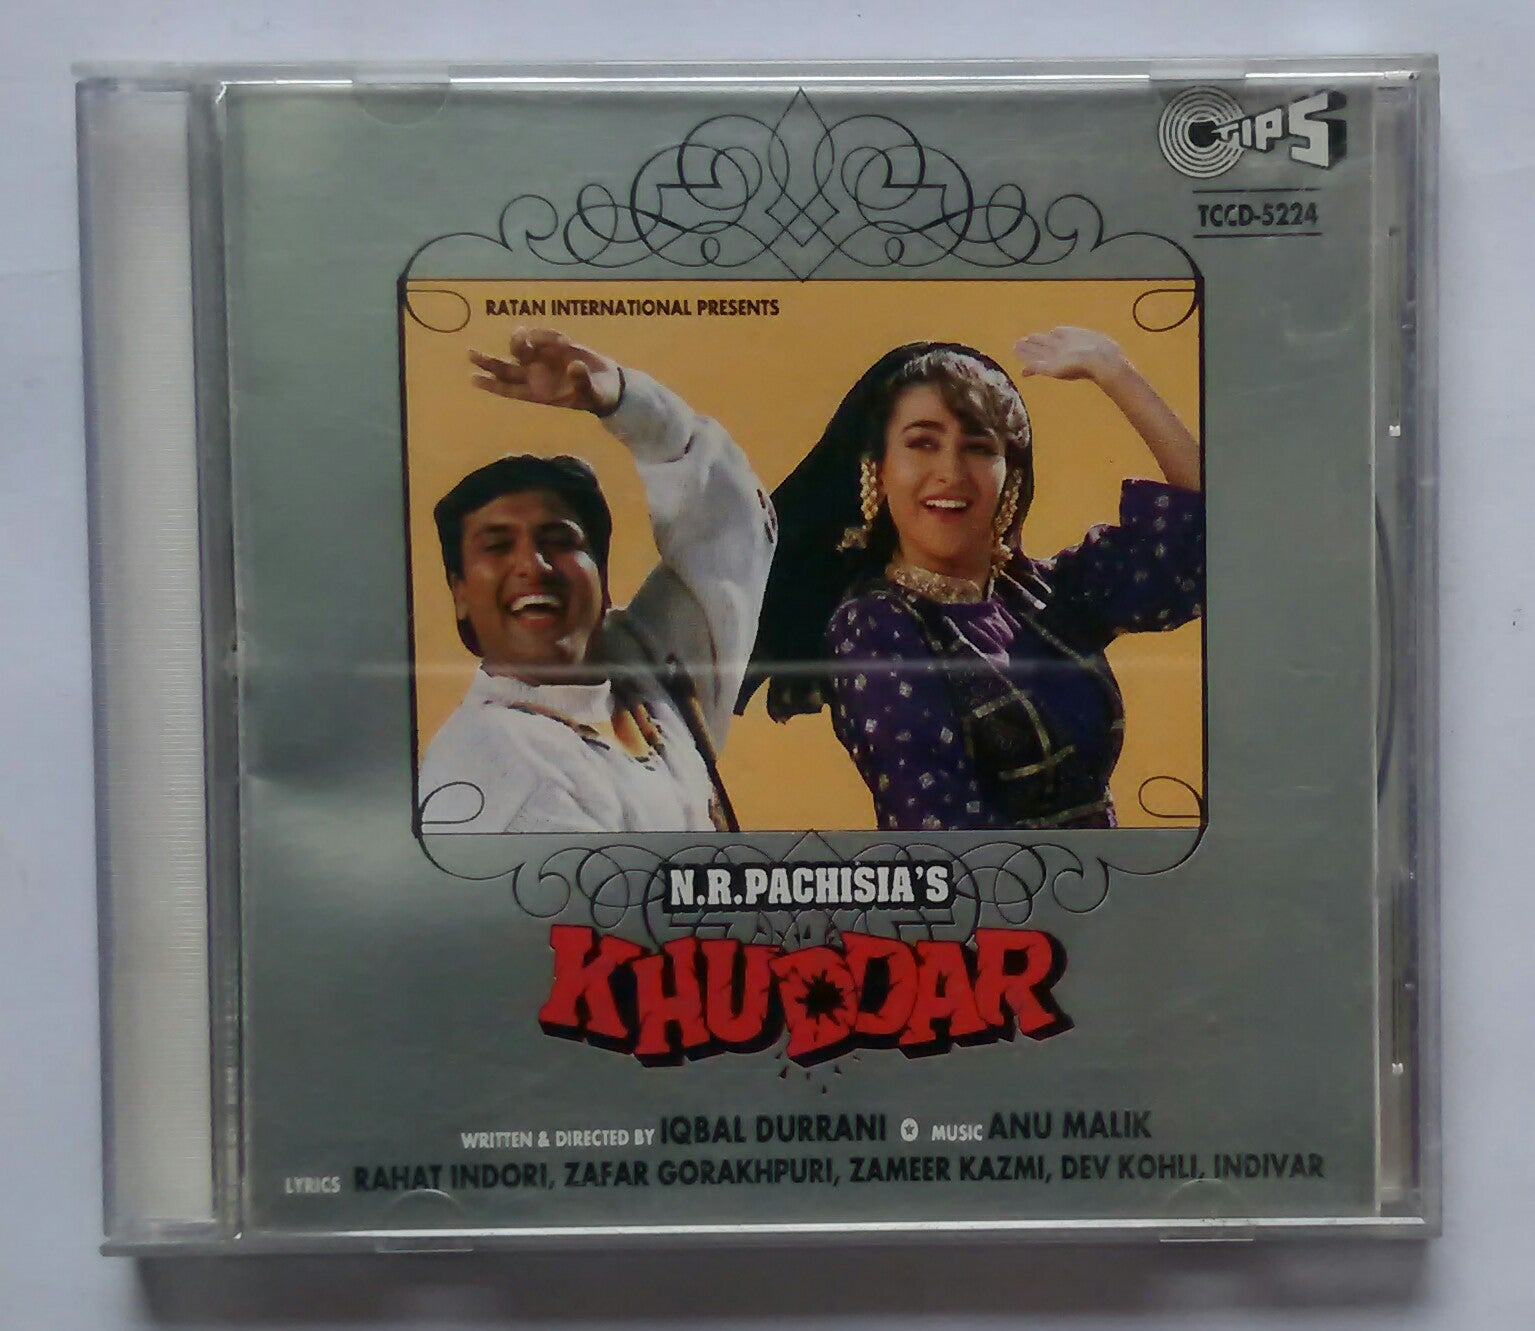 TIPS
TCCD-5224
RATAN INTERNATIONAL PRESENTS
N.R.PACHISIA'S
KHUDDAR
WRITTEN & DIRECTED BY IQBAL DURRANI MUSIC ANU MALIK
LYRICS RAHAT INDORI, ZAFAR GORAKHPURI, ZAMEER KAZMI, DEV KOHLI, INDIVAR